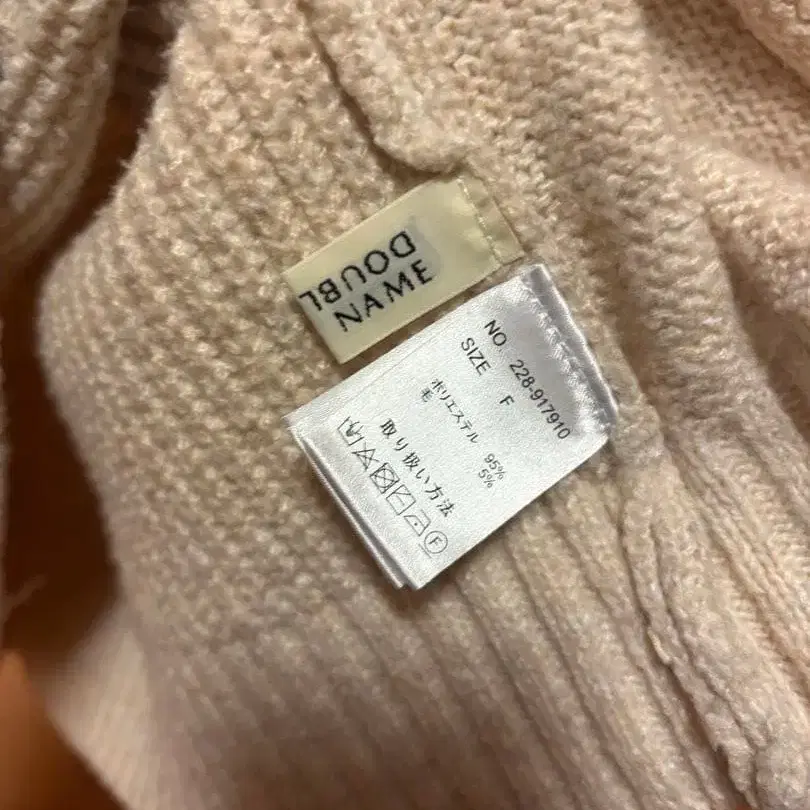 DOUBL
NAME
NO. 228-917910
SIZE F
ポリエステル 95%
毛 5%
取り扱い方法
F